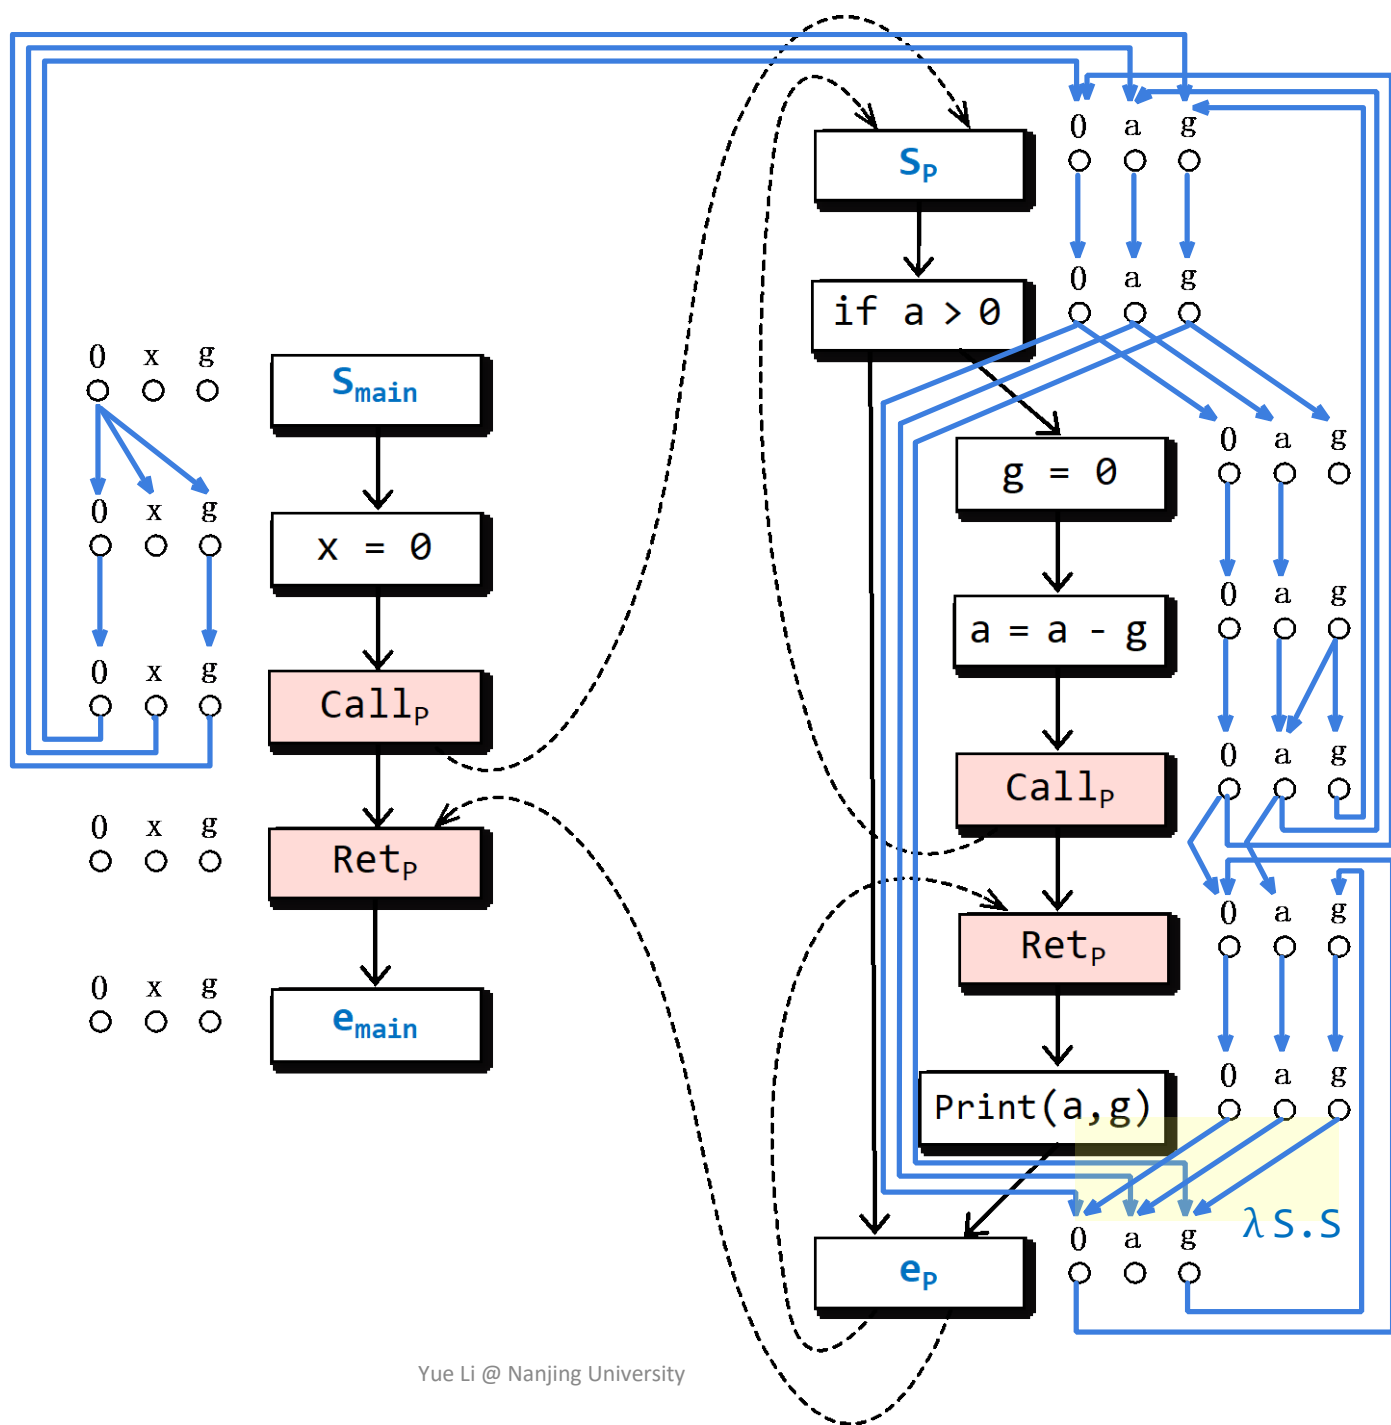 0 a g
S_P
0 a g
if a > 0
0 x g
S_main
0 a g
g = 0
0 x g
x = 0
0 a g
a = a - g
0 x g
Call_P
0 a g
Call_P
0 x g
Ret_P
0 a g
Ret_P
0 x g
e_main
0 a g
Print(a,g)
λ S.S
0 a g
e_P
Yue Li @ Nanjing University